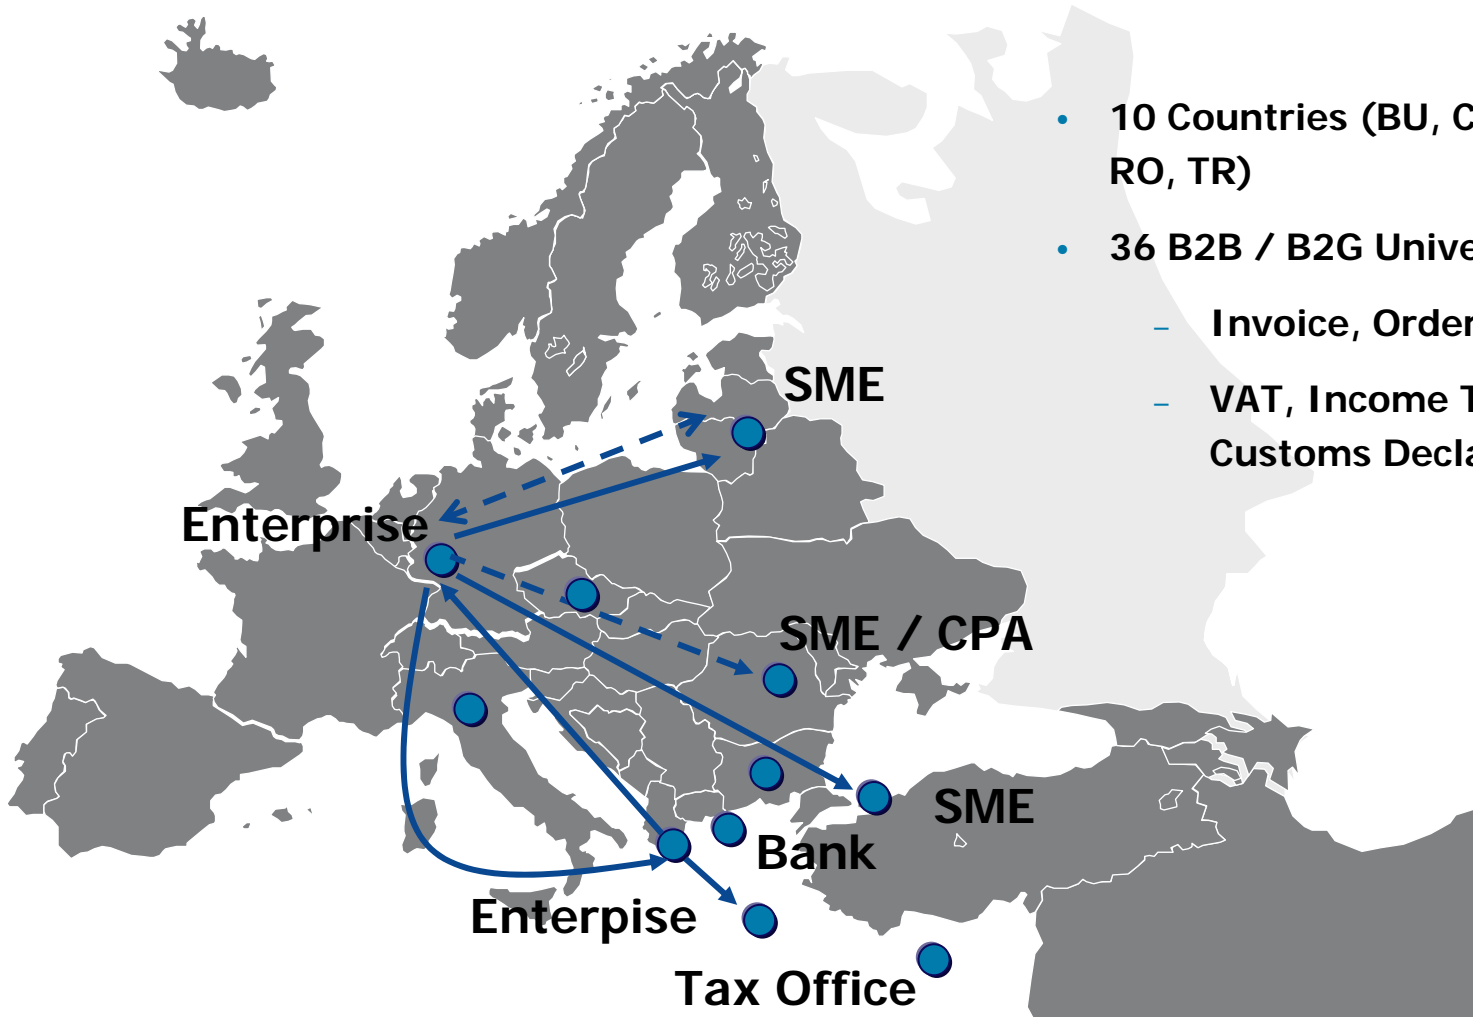 • 10 Countries (BU, C
RO, TR)
• 36 B2B / B2G Unive
– Invoice, Order
– VAT, Income T
Customs Decla
SME
Enterprise
SME / CPA
SME
Bank
Enterpise
Tax Office